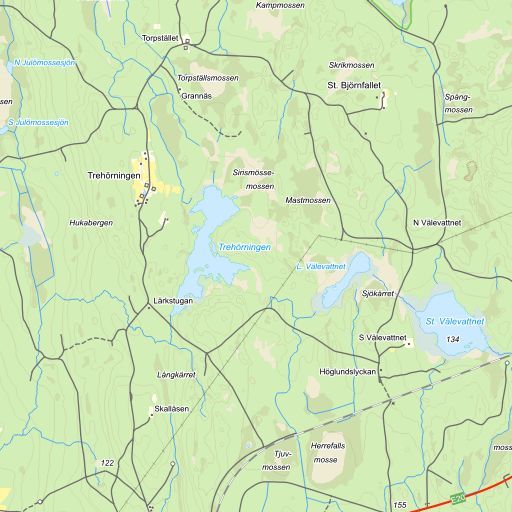 Kampmossen
Torpstället
N Julömossesjön
Skrikmossen
Torpställsmossen
St. Björnfallet
Grannäs
Spång-
mossen
S Julömossesjön
Trehörningen
Sinsmösse-
mossen
Mastmossen
Hukabergen
N Välevattnet
Trehörningen
L. Välevattnet
Sjökärret
Lärkstugan
St. Välevattnet
S Välevattnet
134
Långkärret
Höglundslyckan
Skallåsen
Tjuv-
mossen
Herrefalls
mosse
122
E20
155